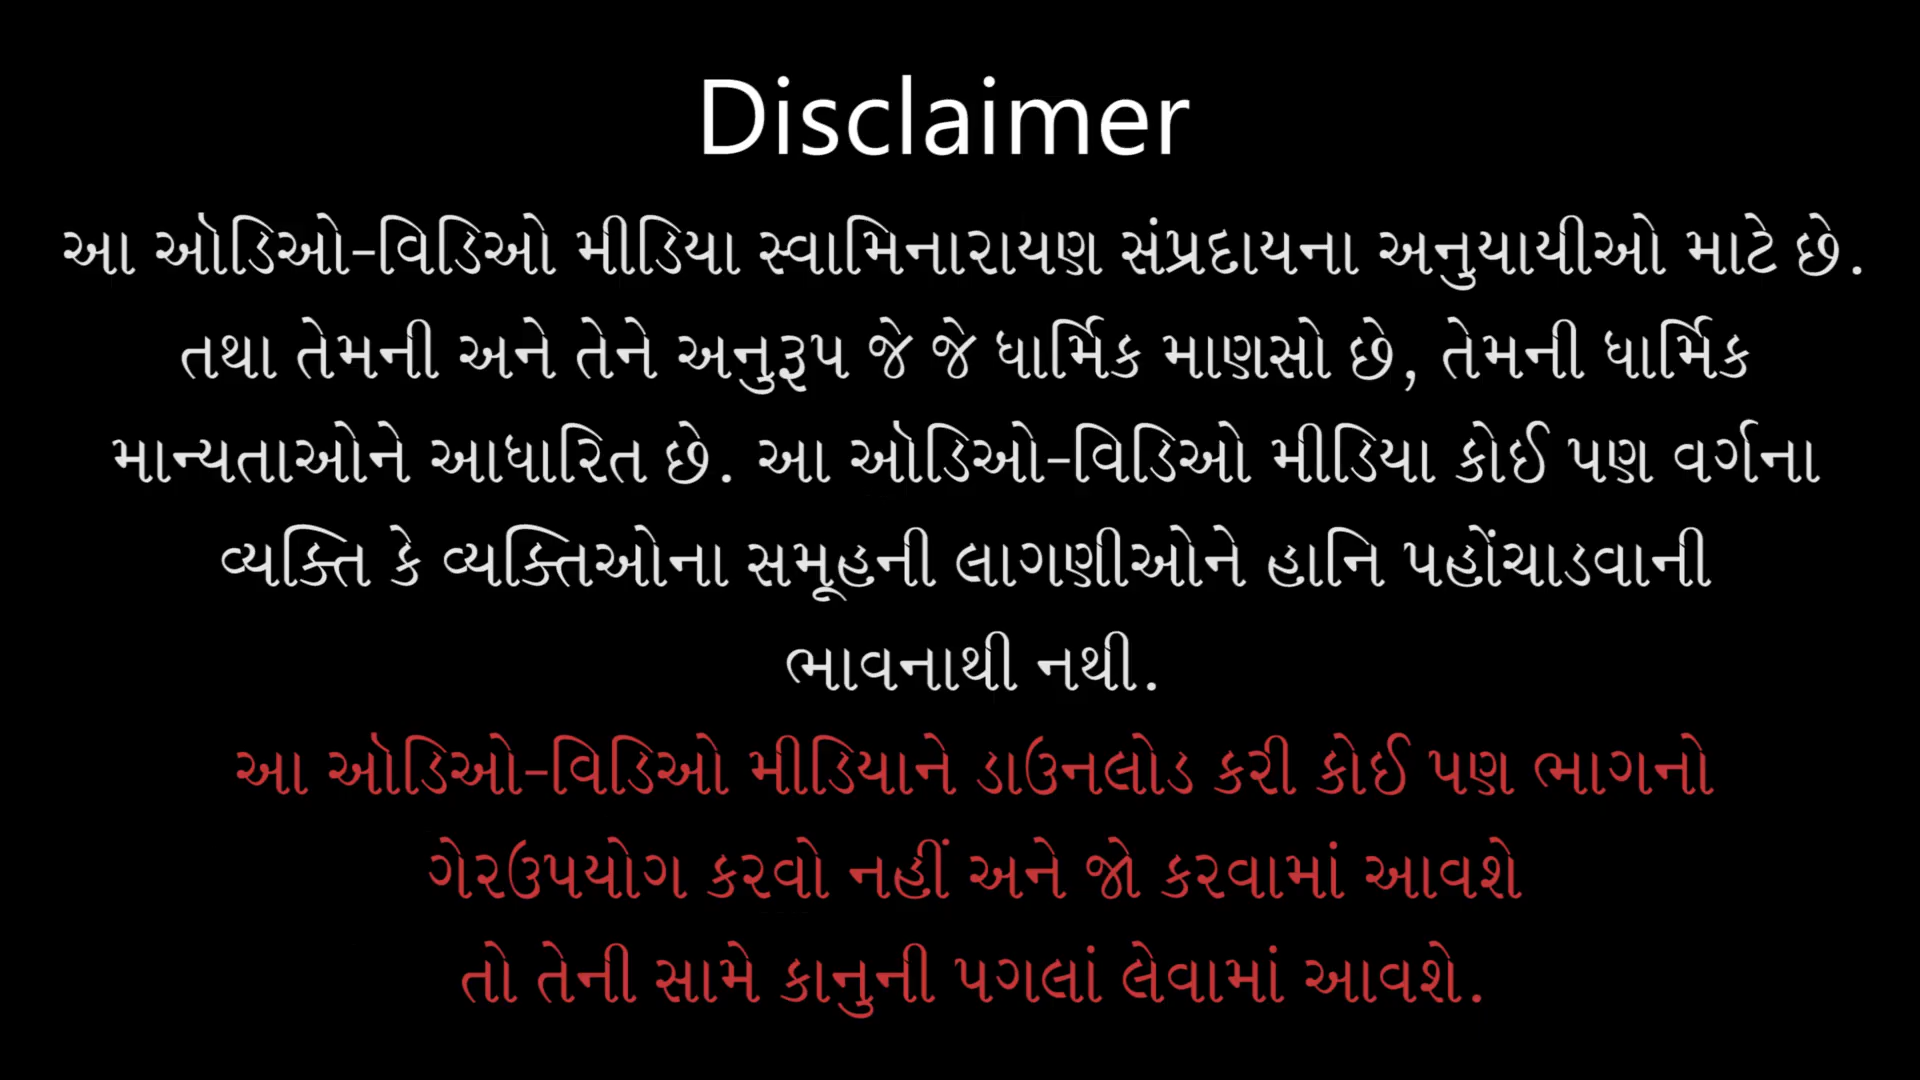 Disclaimer
આ ઓડિઓ-વિડિઓ મીડિયા સ્વામિનારાયણ સંપ્રદાયના અનુયાયીઓ માટે છે.
તથા તેમની અને તેને અનુરૂપ જે જે ધાર્મિક માણસો છે, તેમની ધાર્મિક
માન્યતાઓને આધારિત છે. આ ઑડિઓ-વિડિઓ મીડિયા કોઈ પણ વર્ગના
વ્યક્તિ કે વ્યક્તિઓના સમૂહની લાગણીઓને હાનિ પહોંચાડવાની
ભાવનાથી નથી.
આ ઑડિઓ-વિડિઓ મીડિયાને ડાઉનલોડ કરી કોઈ પણ ભાગનો
ગેરઉપયોગ કરવો નહીં અને જો કરવામાં આવશે
તો તેની સામે કાનુની પગલાં લેવામાં આવશે.